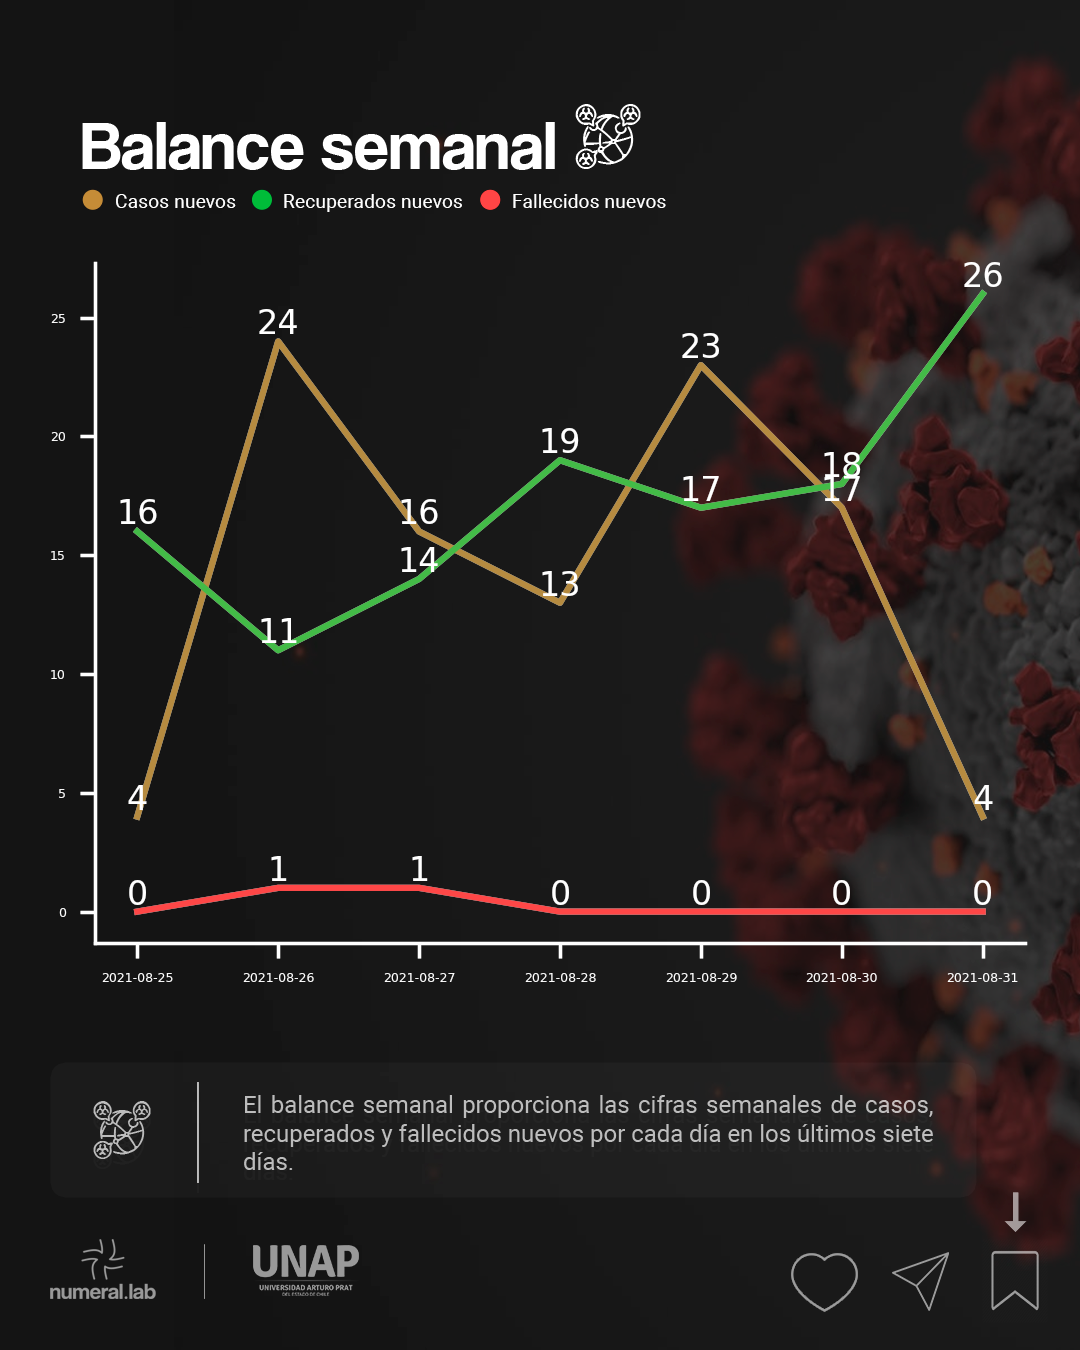 Balance semanal
Casos nuevos Recuperados nuevos Fallecidos nuevos
26
25
24
23
20
19
18
17
17
16
16
15
14
13
11
10
5
4
4
1
1
0
0
0
0
0
0
2021-08-25 2021-08-26 2021-08-27 2021-08-28 2021-08-29 2021-08-30 2021-08-31
El balance semanal proporciona las cifras semanales de casos,
recuperados y fallecidos nuevos por cada día en los últimos siete
días.
numeral.lab
UNAP
UNIVERSIDAD ARTURO PRAT
DEL ESTADO DE CHILE